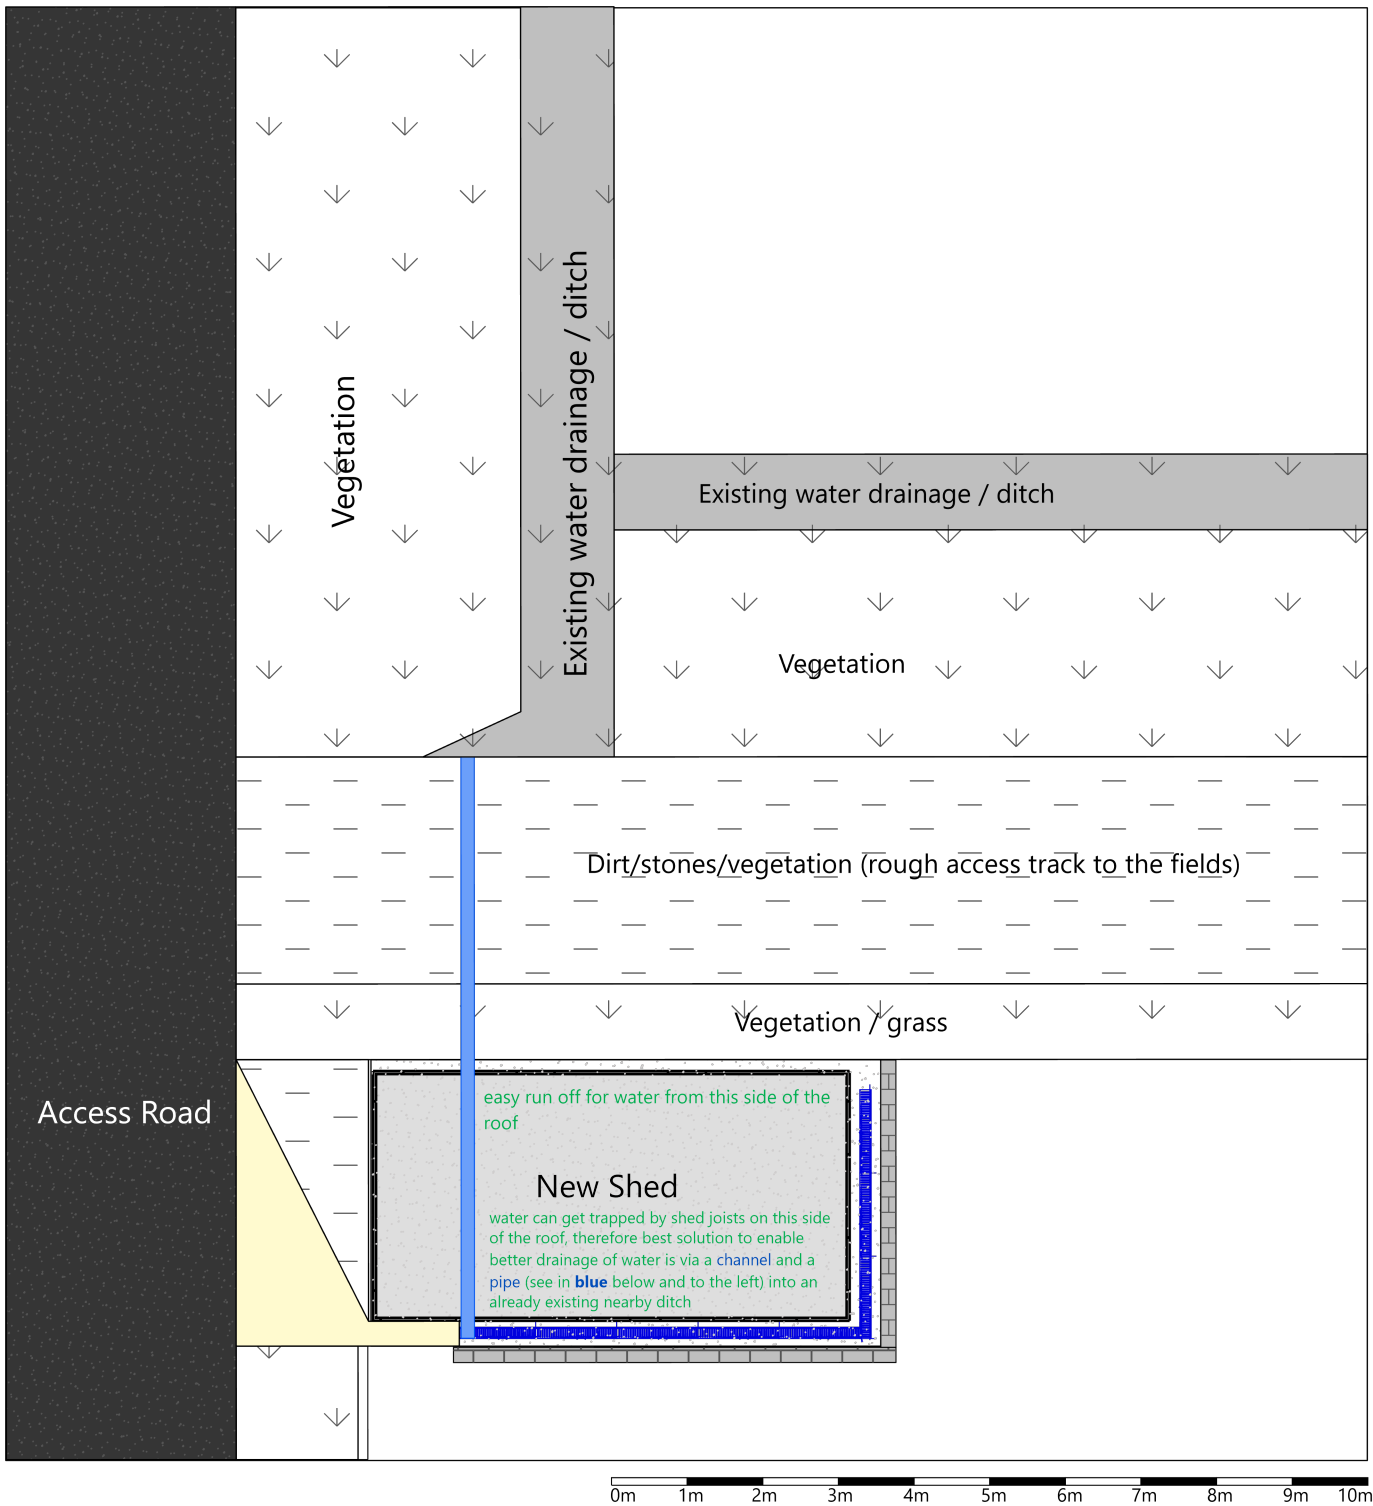 Existing water drainage / ditch
Vegetation
Existing water drainage / ditch
Vegetation
Dirt/stones/vegetation (rough access track to the fields)
Vegetation / grass
Access Road
easy run off for water from this side of the
roof
New Shed
water can get trapped by shed joists on this side
of the roof, therefore best solution to enable
better drainage of water is via a channel and a
pipe (see in blue below and to the left) into an
already existing nearby ditch
0m 1m 2m 3m 4m 5m 6m 7m 8m 9m 10m